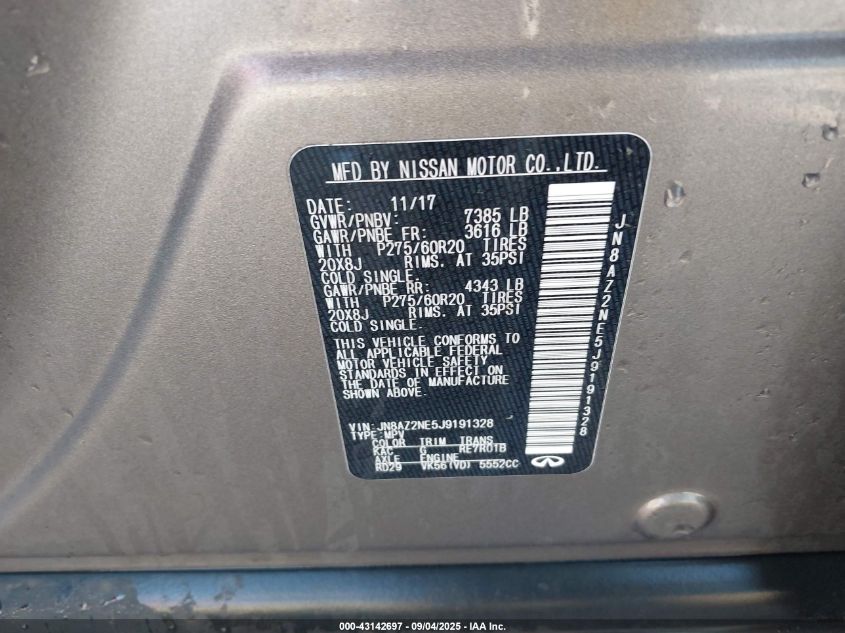 MFD BY NISSAN MOTOR CO.,LTD.
DATE: 11/17
GVWR/PNBV: 7385 LB
GAWR/PNBE FR: 3616 LB
WITH P275/60R20 TIRES
20X8J RIMS. AT 35PSI
COLD SINGLE.
GAWR/PNBE RR: 4343 LB
WITH P275/60R20 TIRES
20X8J RIMS. AT 35PSI
COLD SINGLE.
THIS VEHICLE CONFORMS TO
ALL APPLICABLE FEDERAL
MOTOR VEHICLE SAFETY
STANDARDS IN EFFECT ON
THE DATE OF MANUFACTURE
SHOWN ABOVE.
VIN:JN8AZ2NE5J9191328
TYPE:MPV
COLOR TRIM TRANS
KAC G RE7R01B
AXLE ENGINE
RD29 VK56(VD) 5552CC
JN8AZ2NE5J9191328
000-43142697 - 09/04/2025 - IAA Inc.